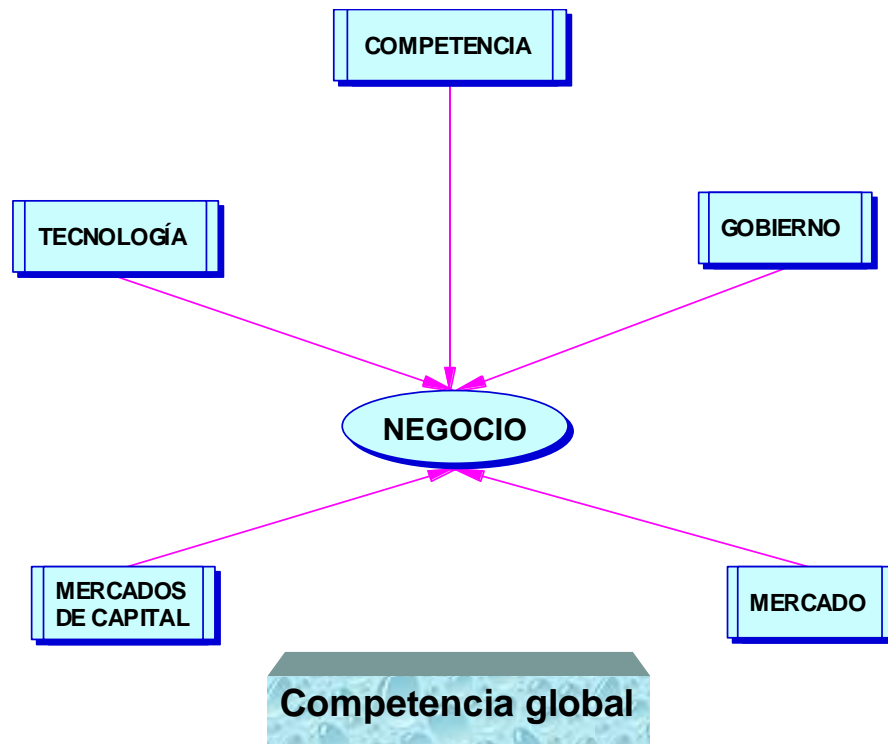 COMPETENCIA
TECNOLOGÍA
GOBIERNO
NEGOCIO
MERCADOS
DE CAPITAL
MERCADO
Competencia global